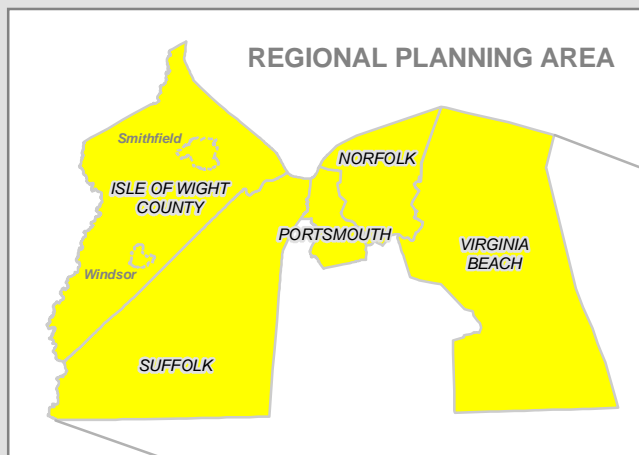 REGIONAL PLANNING AREA
Smithfield
NORFOLK
ISLE OF WIGHT
COUNTY
PORTSMOUTH
VIRGINIA
BEACH
Windsor
SUFFOLK